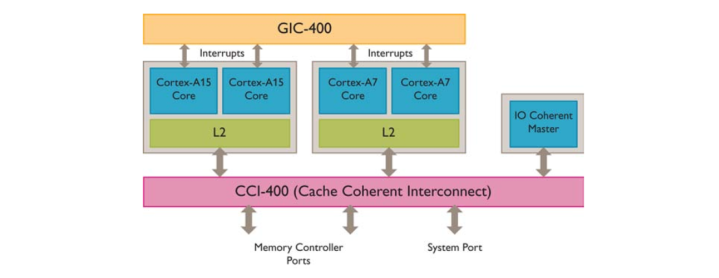 GIC-400
Interrupts
Interrupts
Cortex-A15
Core
Cortex-A15
Core
Cortex-A7
Core
Cortex-A7
Core
L2
L2
IO Coherent
Master
CCI-400 (Cache Coherent Interconnect)
Memory Controller
Ports
System Port